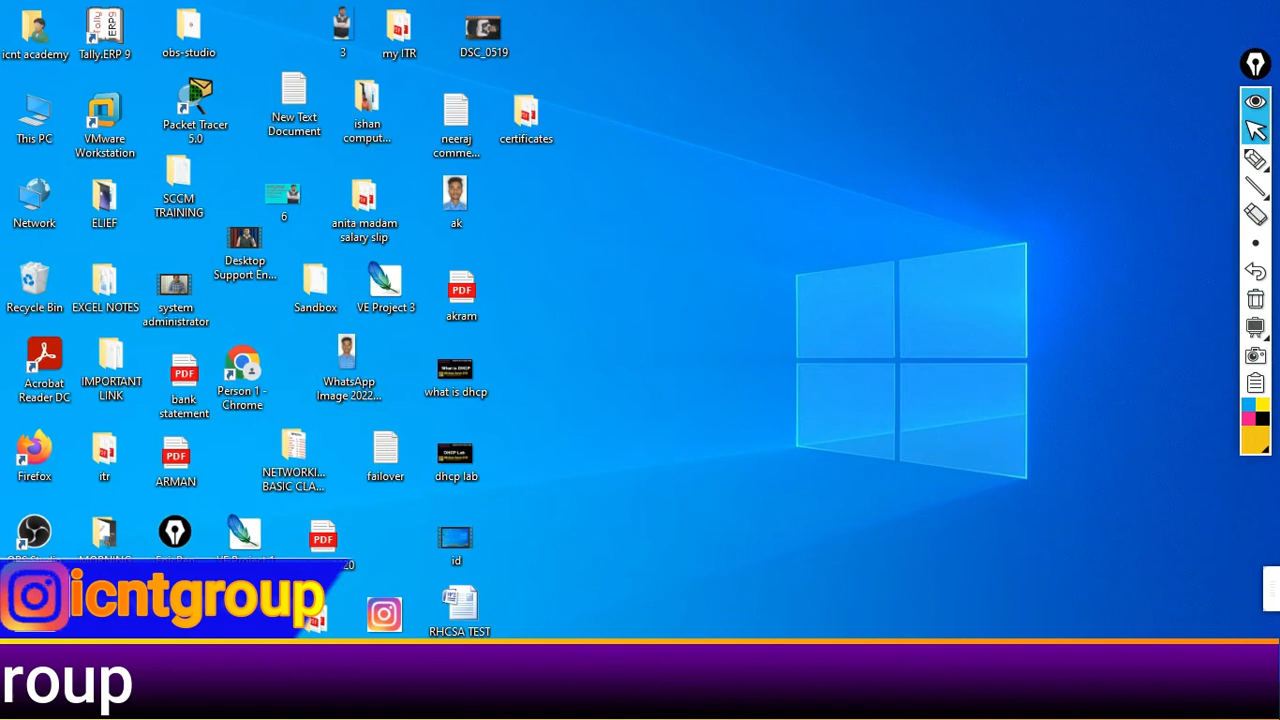 icnt academy
Tally.ERP 9
obs-studio
3
my ITR
DSC_0519
This PC
VMware
Workstation
Packet Tracer
5.0
New Text
Document
ishan
comput...
neeraj
comme...
certificates
Network
ELIEF
SCCM
TRAINING
6
anita madam
salary slip
ak
Desktop
Support En...
Recycle Bin
EXCEL NOTES
system
administrator
Sandbox
VE Project 3
PDF
akram
Acrobat
Reader DC
IMPORTANT
LINK
PDF
bank
statement
Person 1 -
Chrome
WhatsApp
Image 2022...
what is dhcp
Firefox
itr
PDF
ARMAN
NETWORKI...
BASIC CLA...
failover
DHCP Lab
dhcp lab
PDF
id
icntgroup
RHCSA TEST
roup